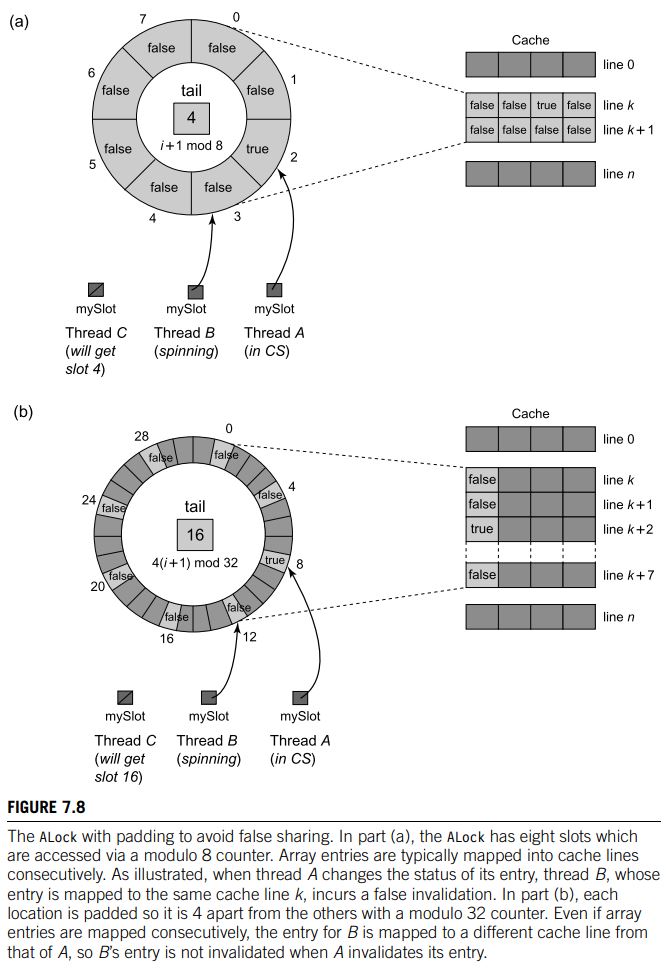 (a)
7
0
false
false
6
1
false
false
tail
4
i+1 mod 8
false
true
5
2
false
false
4
3
Cache
line 0
false false true false line k
false false false false line k+1
line n
mySlot mySlot mySlot
Thread C Thread B Thread A
(will get (spinning) (in CS)
slot 4)
(b)
28
0
false
false
24
4
false
false
tail
16
4(i+1) mod 32
false
true
20
8
false
false
16
12
Cache
line 0
false line k
false line k+1
true line k+2
false line k+7
line n
mySlot mySlot mySlot
Thread C Thread B Thread A
(will get (spinning) (in CS)
slot 16)
FIGURE 7.8
The ALock with padding to avoid false sharing. In part (a), the ALock has eight slots which
are accessed via a modulo 8 counter. Array entries are typically mapped into cache lines
consecutively. As illustrated, when thread A changes the status of its entry, thread B, whose
entry is mapped to the same cache line k, incurs a false invalidation. In part (b), each
location is padded so it is 4 apart from the others with a modulo 32 counter. Even if array
entries are mapped consecutively, the entry for B is mapped to a different cache line from
that of A, so B's entry is not invalidated when A invalidates its entry.